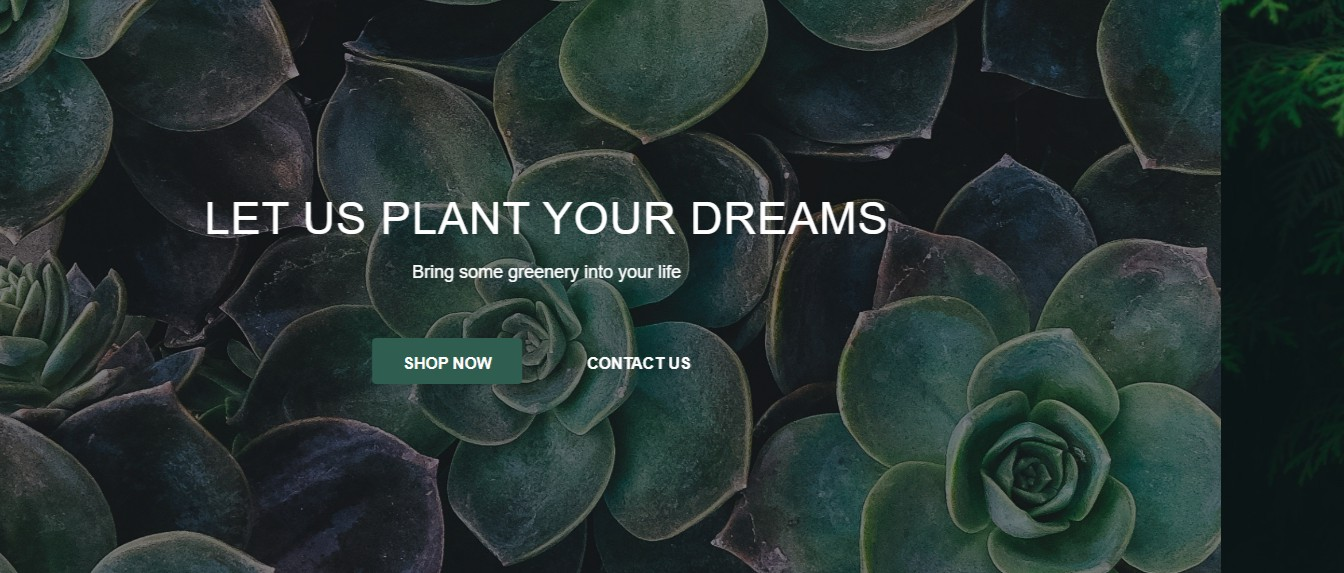 LET US PLANT YOUR DREAMS
Bring some greenery into your life
SHOP NOW
CONTACT US